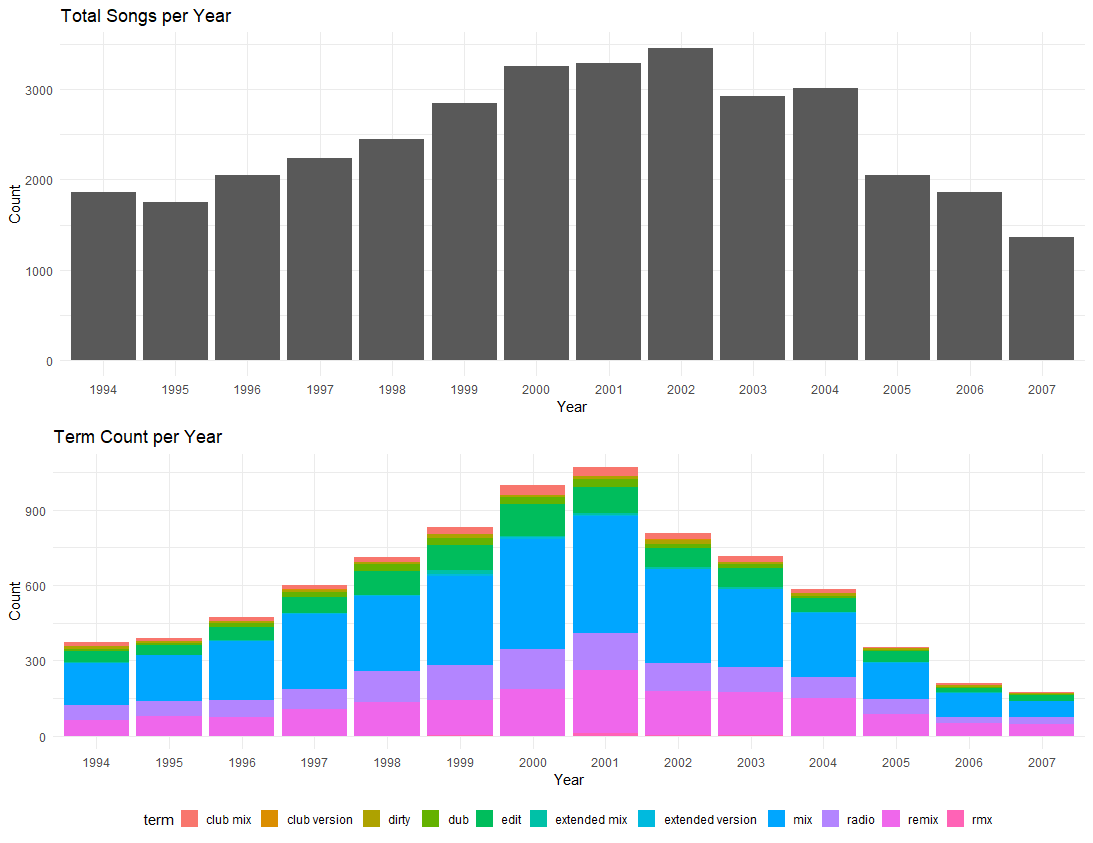 Total Songs per Year
Count
3000
2000
1000
0
1994 1995 1996 1997 1998 1999 2000 2001 2002 2003 2004 2005 2006 2007
Year
Term Count per Year
Count
900
600
300
0
1994 1995 1996 1997 1998 1999 2000 2001 2002 2003 2004 2005 2006 2007
Year
term club mix club version dirty dub edit extended mix extended version mix radio remix rmx